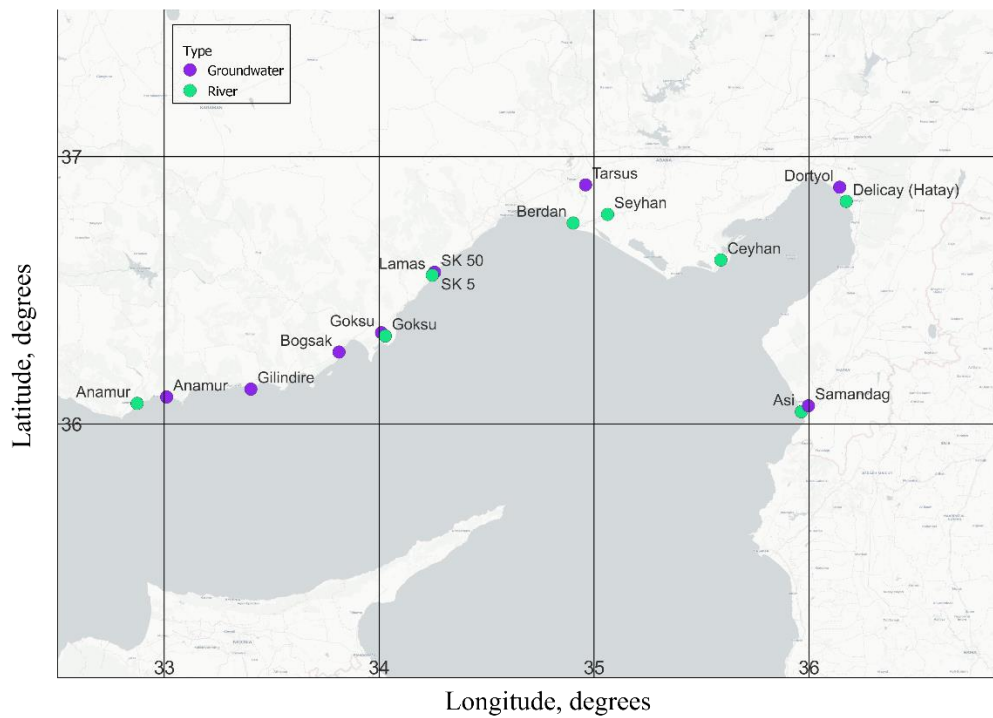 Type
Groundwater
River
37
Tarsus
Dortyol
Delicay (Hatay)
Berdan
Seyhan
Ceyhan
Lamas
SK 50
SK 5
Goksu
Goksu
Bogsak
Gilindire
Anamur
Anamur
Asi
Samandag
36
33
34
35
36
Latitude, degrees
Longitude, degrees